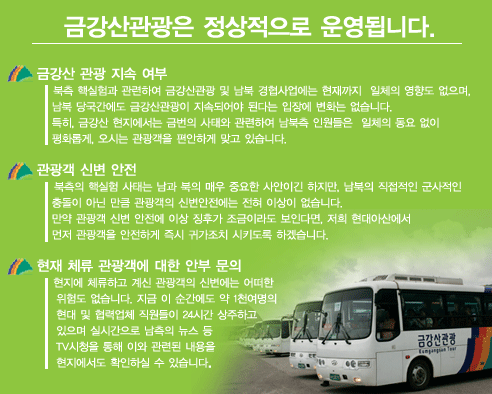 금강산관광은 정상적으로 운영됩니다.
금강산 관광 지속 여부
북측 핵실험과 관련하여 금강산관광 및 남북 경협사업에는 현재까지 일체의 영향도 없으며,
남북 당국간에도 금강산관광이 지속되어야 된다는 입장에 변화는 없습니다.
특히, 금강산 현지에서는 금번의 사태와 관련하여 남북측 인원들은 일체의 동요 없이
평화롭게, 오시는 관광객을 편안하게 맞고 있습니다.
관광객 신변 안전
북측의 핵실험 사태는 남과 북의 매우 중요한 사안이긴 하지만, 남북의 직접적인 군사적인
충돌이 아닌 만큼 관광객의 신변안전에는 전혀 이상이 없습니다.
만약 관광객 신변 안전에 이상 징후가 조금이라도 보인다면, 저희 현대아산에서
먼저 관광객을 안전하게 즉시 귀가조치 시키도록 하겠습니다.
현재 체류 관광객에 대한 안부 문의
현지에 체류하고 계신 관광객의 신변에는 어떠한
위험도 없습니다. 지금 이 순간에도 약 1천여명의
현대 및 협력업체 직원들이 24시간 상주하고
있으며 실시간으로 남측의 뉴스 등
TV시청을 통해 이와 관련된 내용을
현지에서도 확인하실 수 있습니다.
금강산관광
Kumgangsan Tour